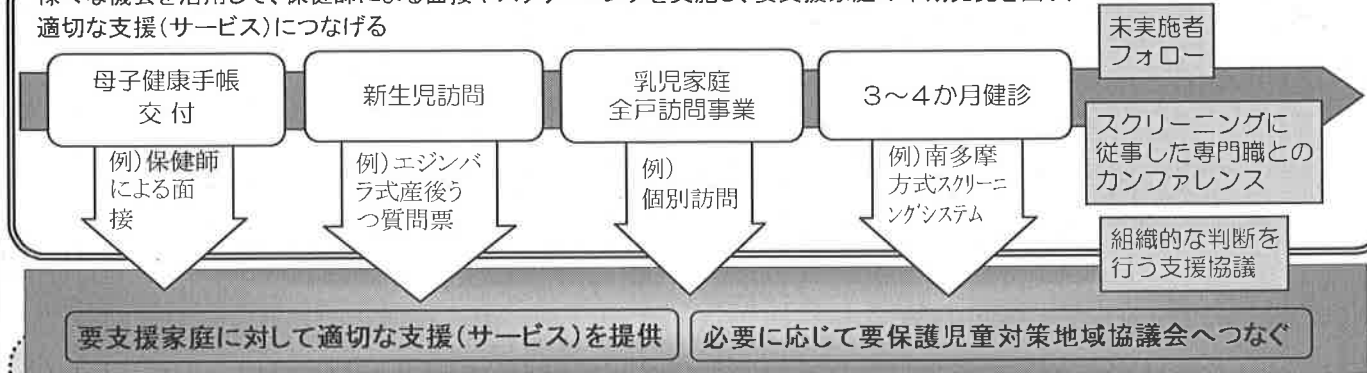 適切な支援(サービス)につなげる
母子健康手帳
交 付
新生児訪問
乳児家庭
全戸訪問事業
3～4か月健診
未実施者
フォロー
スクリーニングに
従事した専門職との
カンファレンス
組織的な判断を
行う支援協議
例)保健師
による面
接
例)エジンバ
ラ式産後う
つ質問票
例)
個別訪問
例)南多摩
方式スクリーニ
ングシステム
要支援家庭に対して適切な支援(サービス)を提供
必要に応じて要保護児童対策地域協議会へつなぐ